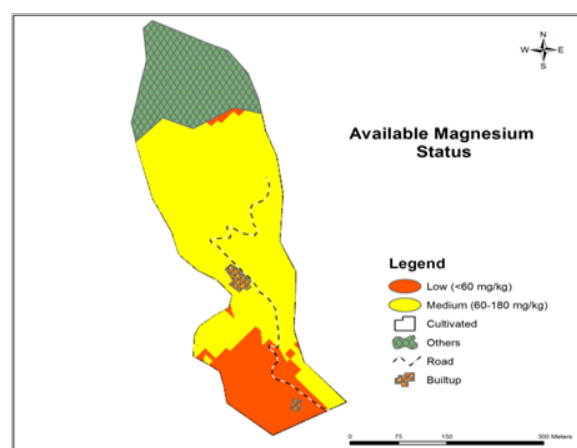 N
W E
S
Available Magnesium
Status
Legend
Low (<60 mg/kg)
Medium (60-180 mg/kg)
Cultivated
Others
Road
Builtup
0 75 150 300 Meters